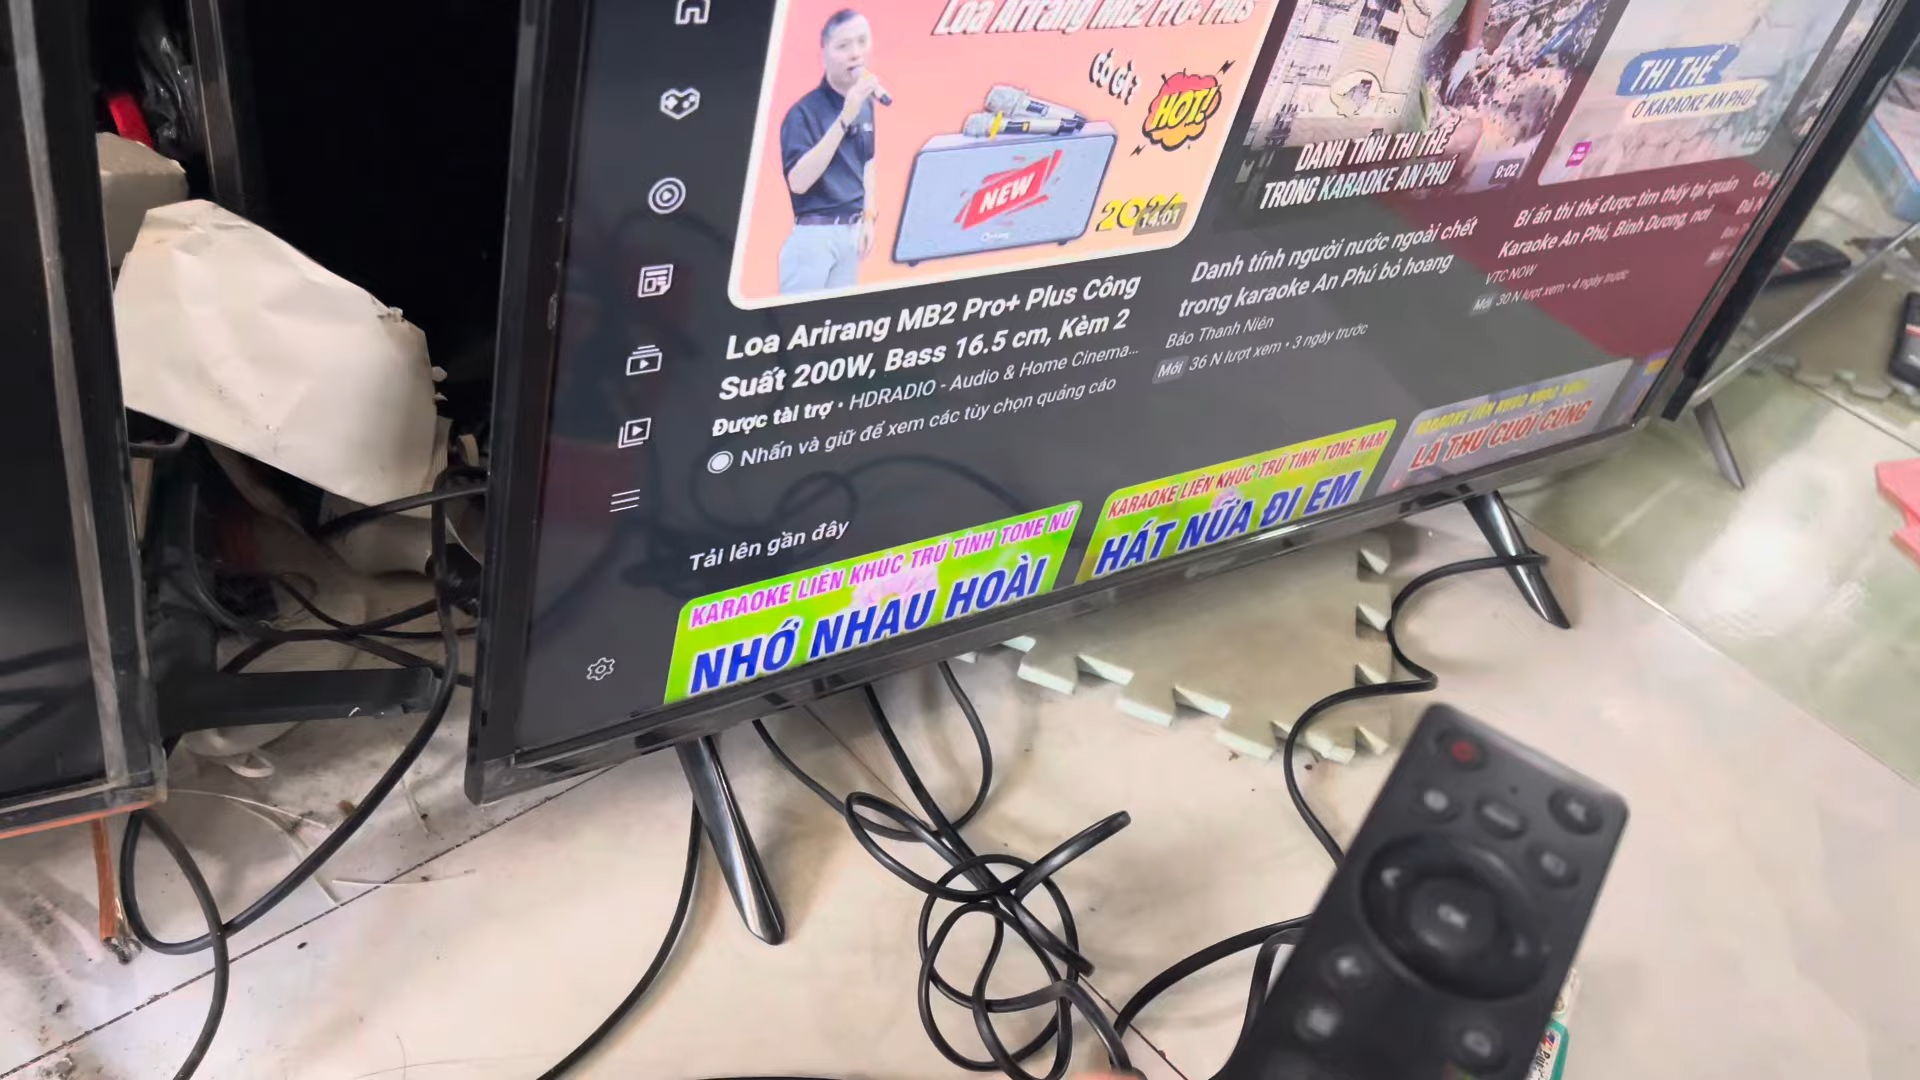 Loa Arirang MB2 Pro+ Plus
Có gì?
HOT!
NEW
2024
14:01
Loa Arirang MB2 Pro+ Plus Công
Suất 200W, Bass 16.5 cm, Kèm 2
Được tài trợ • HDRADIO - Audio & Home Cinema...
Nhấn và giữ để xem các tùy chọn quảng cáo
DANH TÍNH THI THỂ
TRONG KARAOKE AN PHÚ
9:02
Danh tính người nước ngoài chết
trong karaoke An Phú bỏ hoang
Báo Thanh Niên
Mới 36 N lượt xem • 3 ngày trước
THI THỂ
Ở KARAOKE AN PHÚ
Bí ẩn thi thể được tìm thấy tại quán
Karaoke An Phú, Bình Dương, nơi
VTC NOW
Mới 30 N lượt xem • 4 ngày trước
Tải lên gần đây
KARAOKE LIÊN KHÚC TRỮ TÌNH TONE NỮ
NHỚ NHAU HOÀI
KARAOKE LIÊN KHÚC TRỮ TÌNH TONE NAM
HÁT NỮA ĐI EM
KARAOKE LIÊN KHÚC
LÁ THƯ CUỐI CÙNG
OK